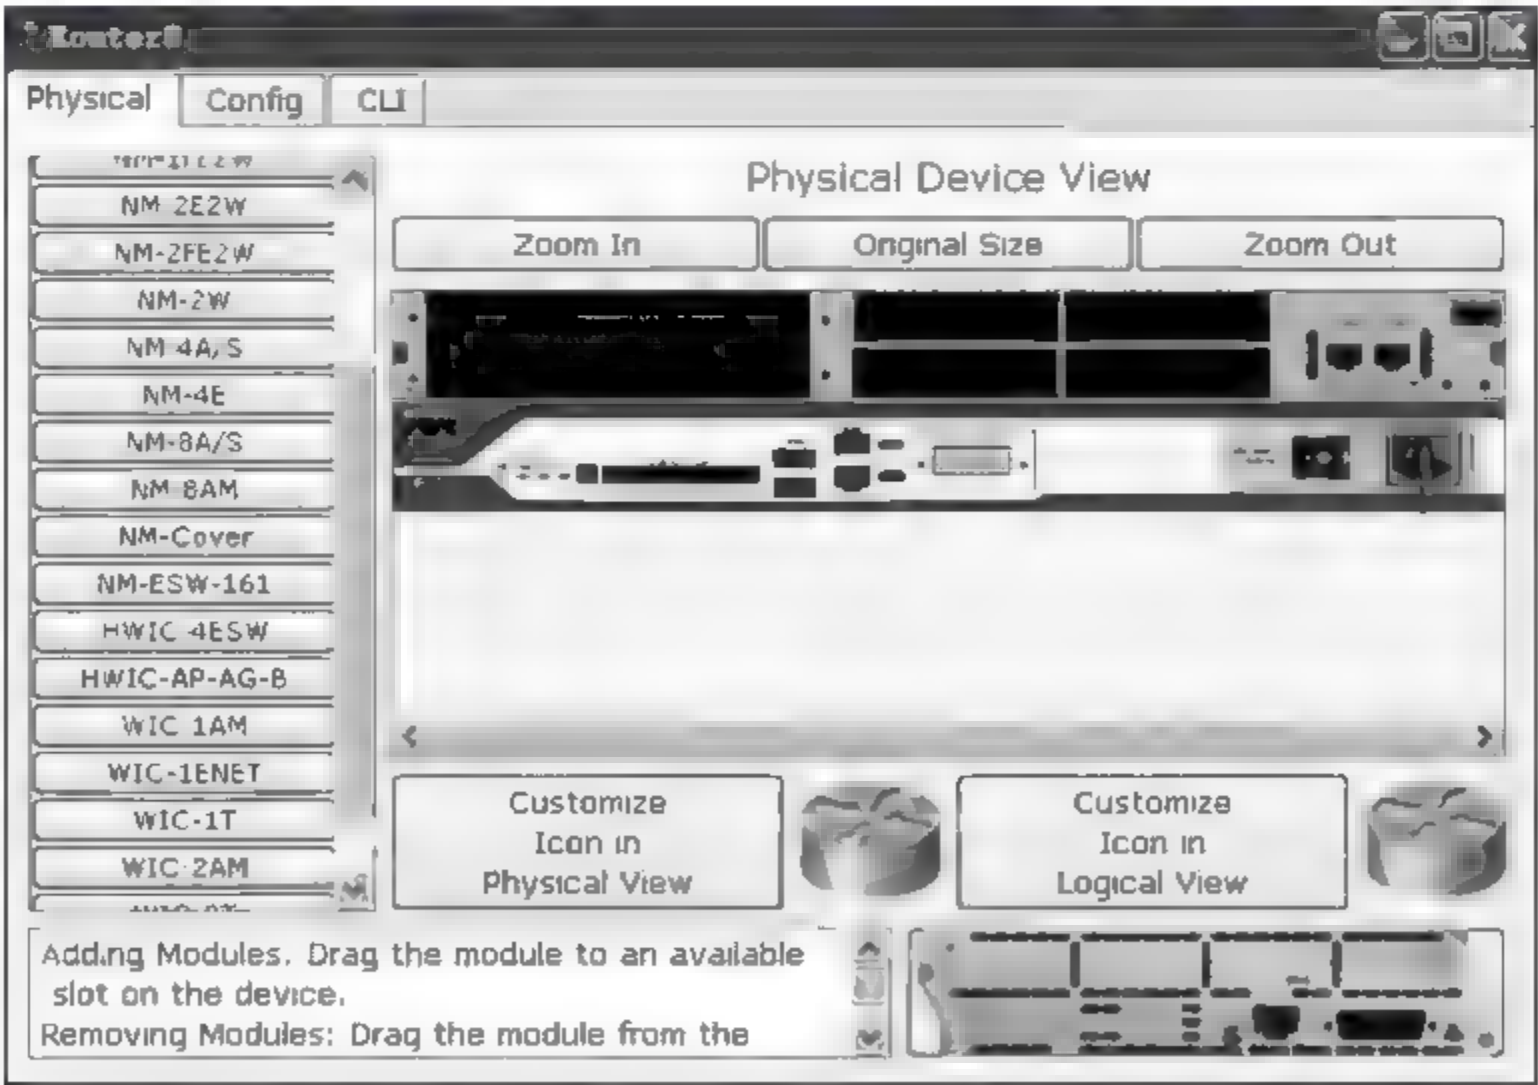 Router0
Physical
Config
CLI
NM-2E2W
NM-2FE2W
NM-2W
NM-4A/S
NM-4E
NM-8A/S
NM-8AM
NM-Cover
NM-ESW-161
HWIC-4ESW
HWIC-AP-AG-B
WIC-1AM
WIC-1ENET
WIC-1T
WIC-2AM
Physical Device View
Zoom In
Original Size
Zoom Out
Customize
Icon in
Physical View
Customize
Icon in
Logical View
Adding Modules. Drag the module to an available
slot on the device.
Removing Modules: Drag the module from the